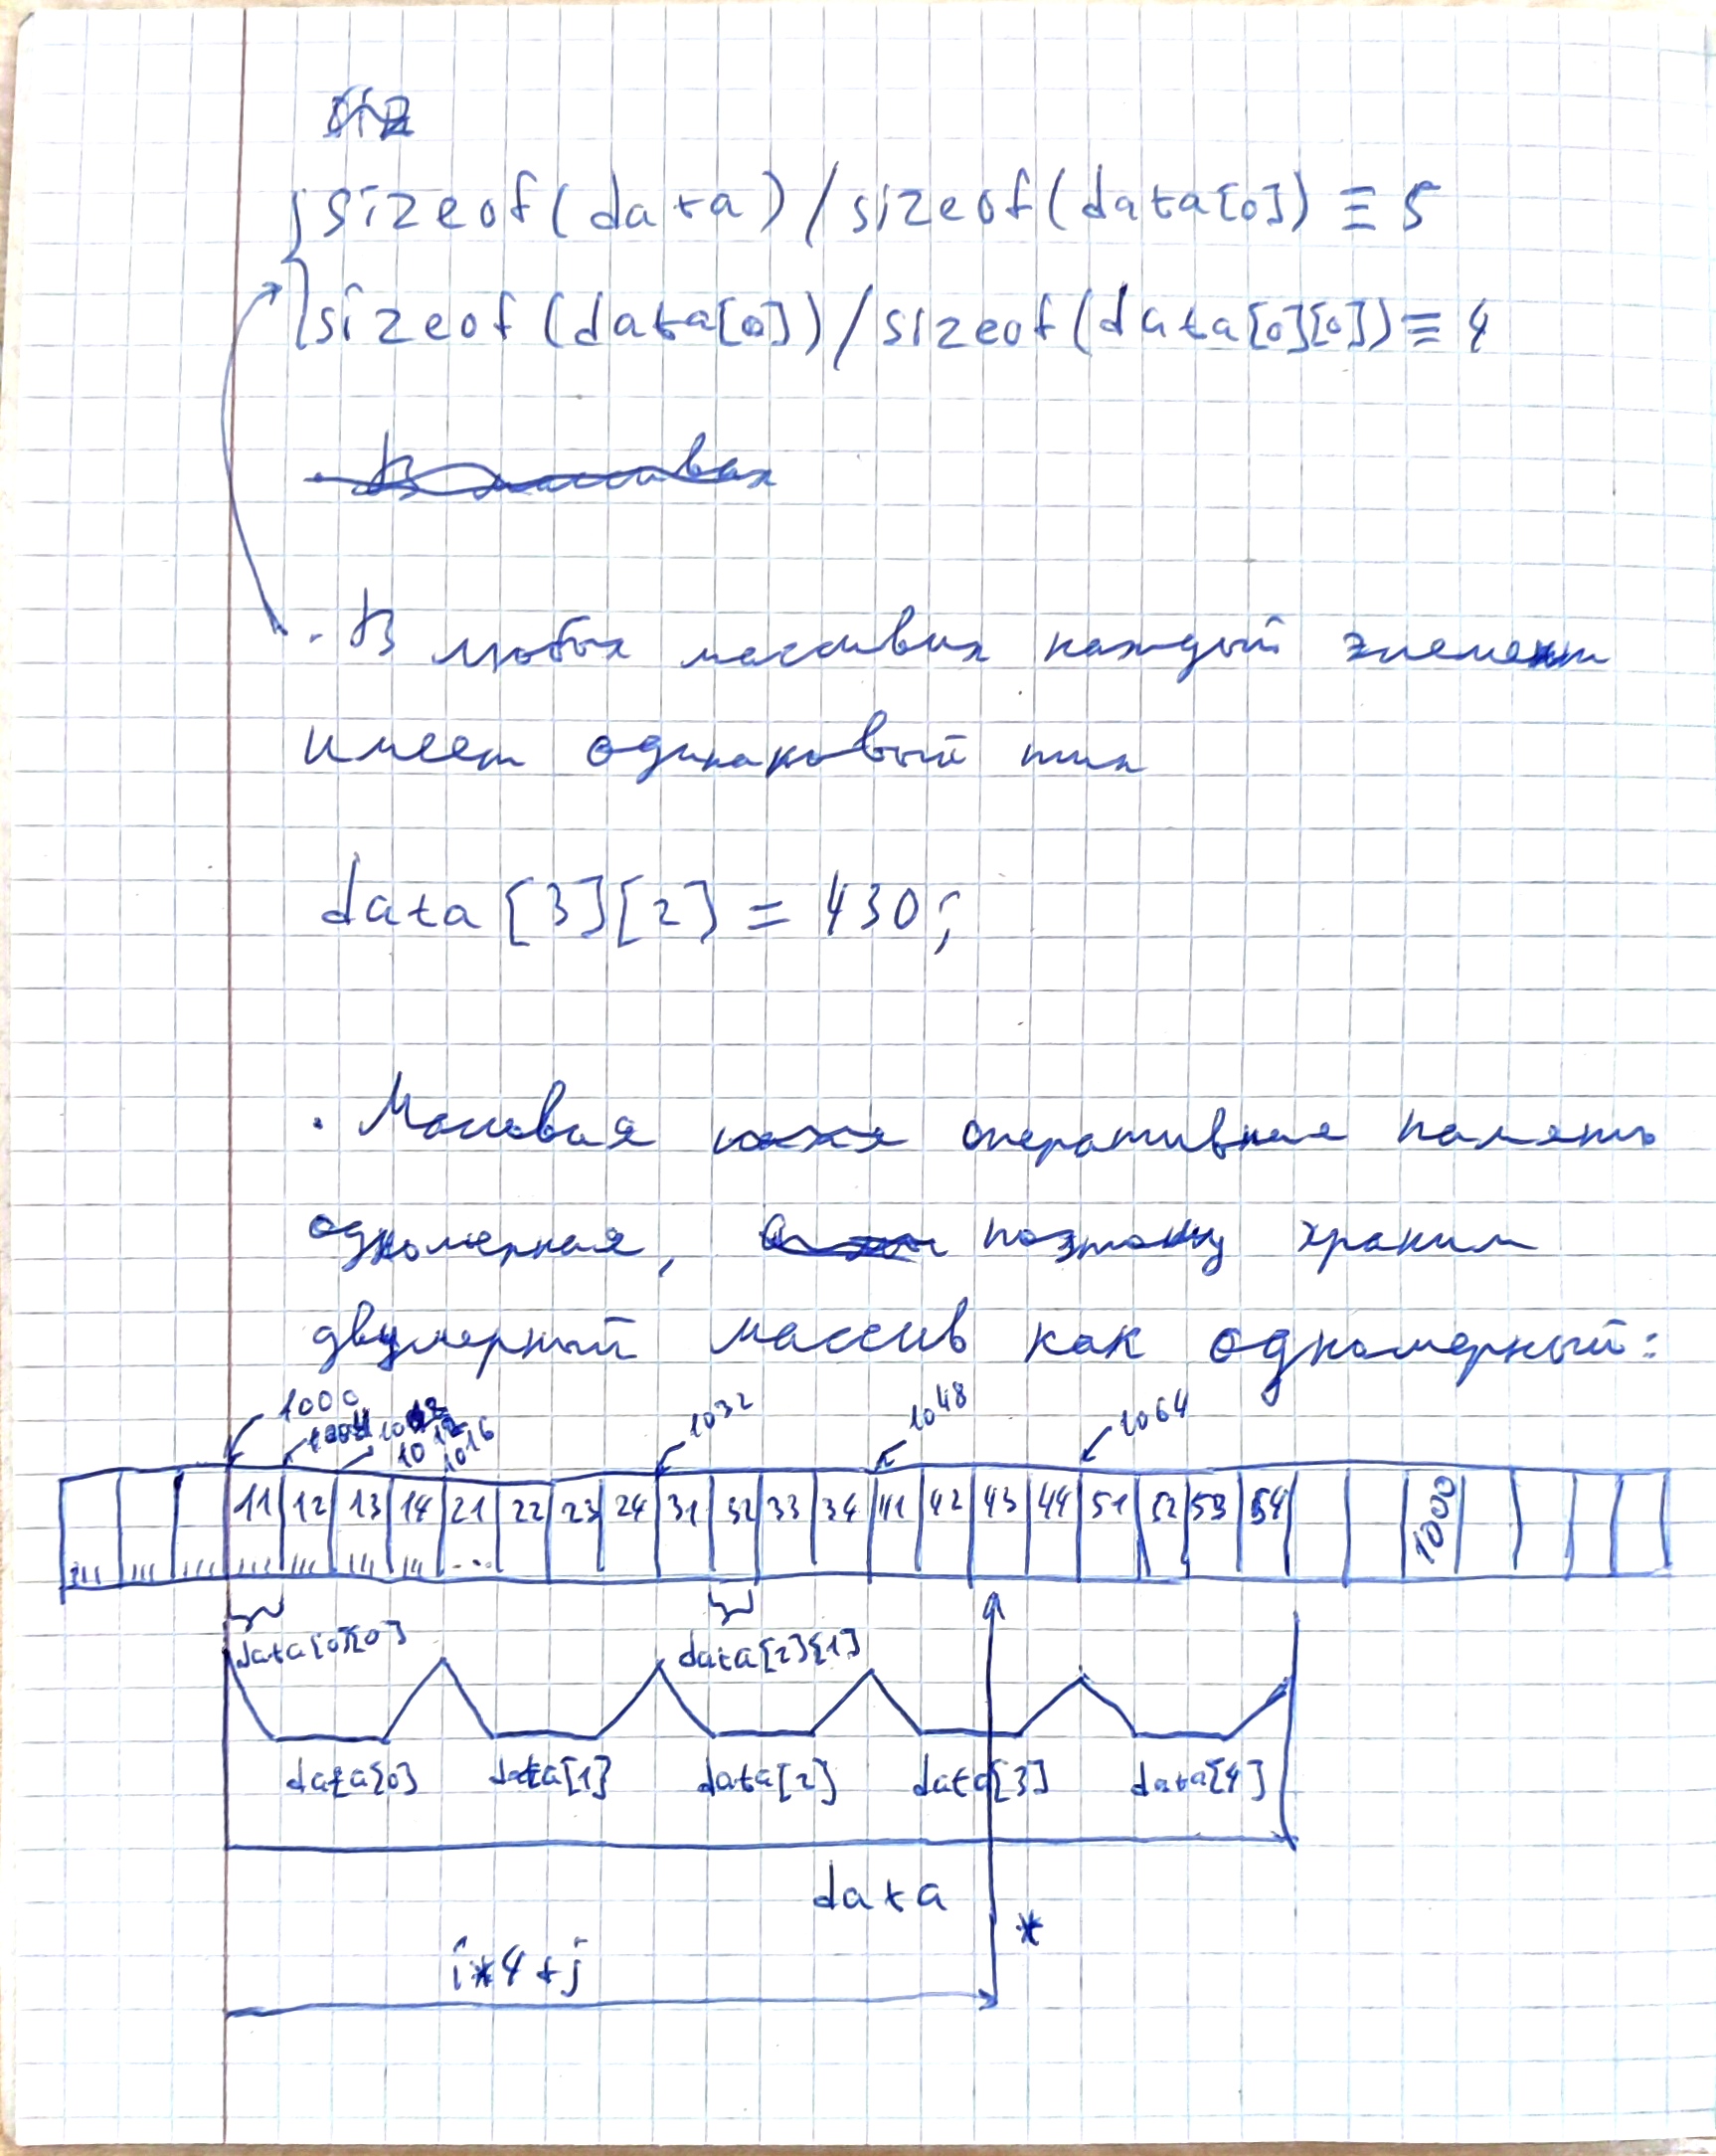 sizeof(data)/sizeof(data[0]) ≡ 5
sizeof(data[0])/sizeof(data[0][0]) ≡ 4
· В любых массивах каждый элемент
имеет одинаковый тип
data[3][2] = 430;
· оперативная память
одномерная, поэтому храним
двумерный массив как одномерный:
1000 1012 1016 1032 1048 1064
11 12 13 14 21 22 23 24 31 32 33 34 41 42 43 44 51 52 53 54 1000
data[0][0] data[2][1]
data[0] data[1] data[2] data[3] data[4]
data
*
i*4+j